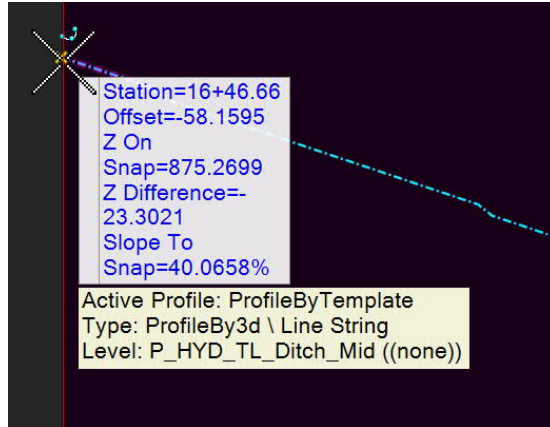 Station=16+46.66
Offset=-58.1595
Z On
Snap=875.2699
Z Difference=-
23.3021
Slope To
Snap=40.0658%
Active Profile: ProfileByTemplate
Type: ProfileBy3d \ Line String
Level: P_HYD_TL_Ditch_Mid ((none))